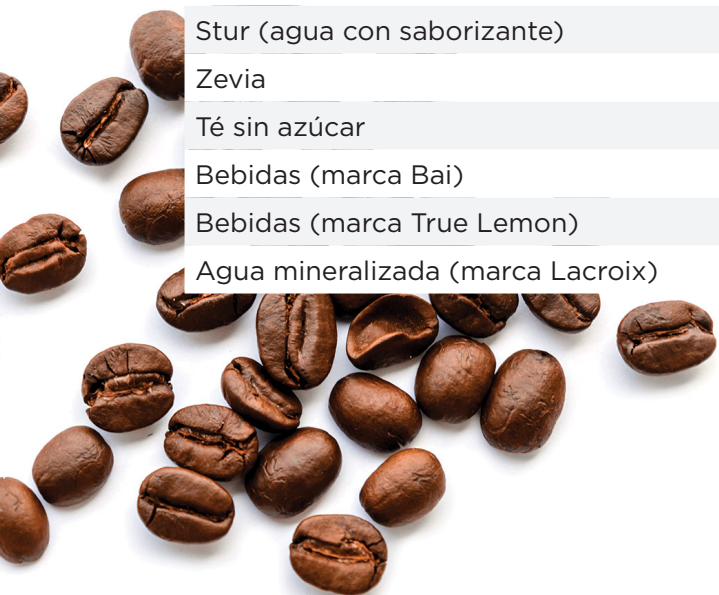 Stur (agua con saborizante)
Zevia
Té sin azúcar
Bebidas (marca Bai)
Bebidas (marca True Lemon)
Agua mineralizada (marca Lacroix)